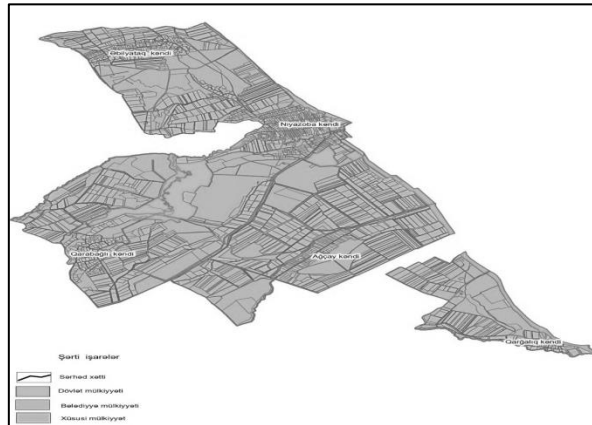 Əbilyataq kəndi
Niyazoba kəndi
Qarabağlı kəndi
Ağçay kəndi
Qarğalıq kəndi
Şərti işarələr
Sərhəd xətti
Dövlət mülkiyyəti
Bələdiyyə mülkiyyəti
Xüsusi mülkiyyət